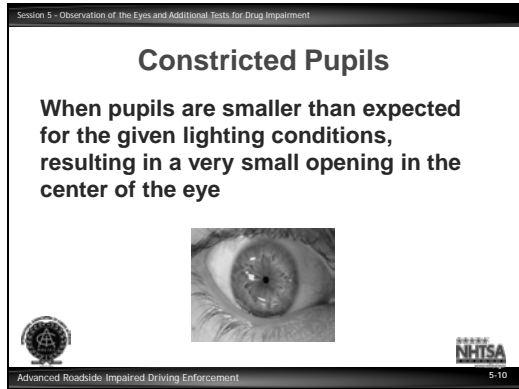 Session 5 - Observation of the Eyes and Additional Tests for Drug Impairment
Constricted Pupils
When pupils are smaller than expected
for the given lighting conditions,
resulting in a very small opening in the
center of the eye
NHTSA
Advanced Roadside Impaired Driving Enforcement
5-10